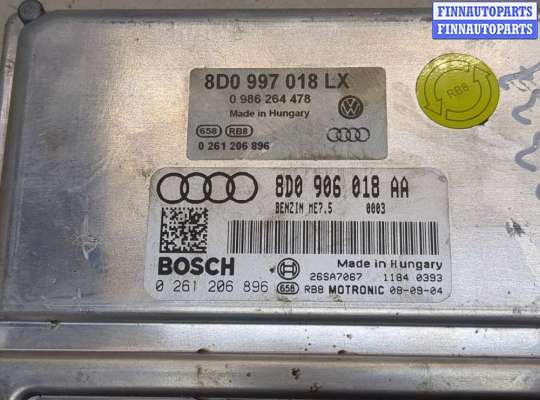 FINNAUTOPARTS
FINNAUTOPARTS
8D0 997 018 LX
0 986 264 478
Made in Hungary
658 RB8
0 261 206 896
RB8
8D0 906 018 AA
BENZIN ME7.5 0003
BOSCH
Made in Hungary
26SA7067 1184 0393
0 261 206 896 658 RB8 MOTRONIC 08-09-04